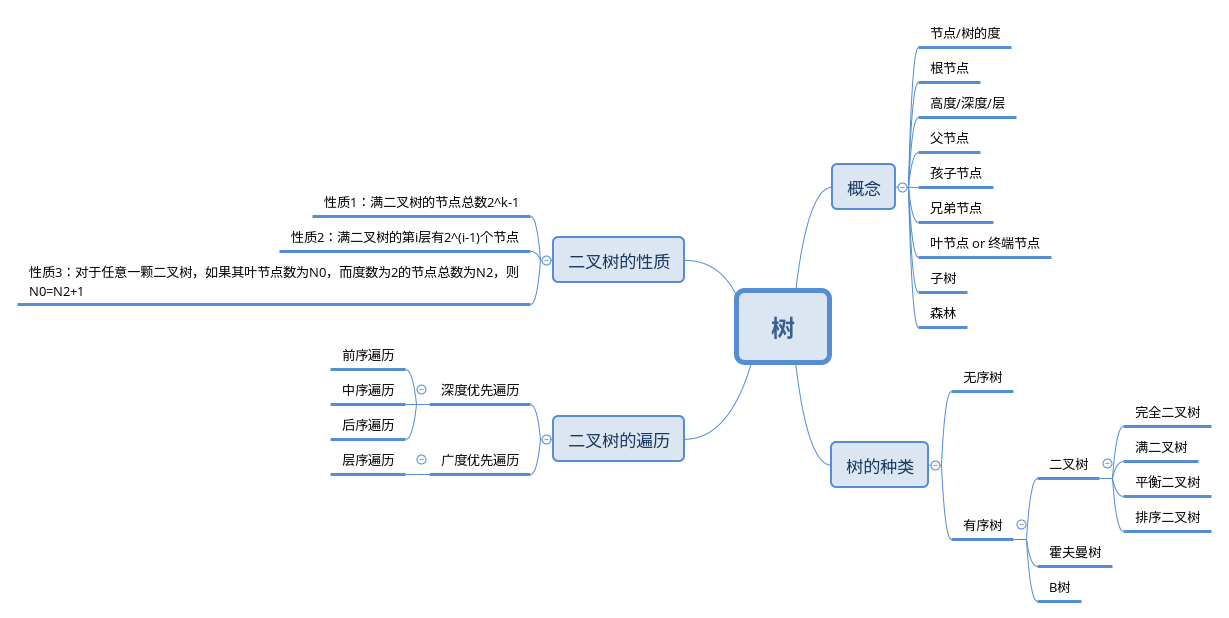 树
概念
节点/树的度
根节点
高度/深度/层
父节点
孩子节点
兄弟节点
叶节点 or 终端节点
子树
森林
树的种类
无序树
有序树
二叉树
完全二叉树
满二叉树
平衡二叉树
排序二叉树
霍夫曼树
B树
二叉树的性质
性质1：满二叉树的节点总数2^k-1
性质2：满二叉树的第i层有2^(i-1)个节点
性质3：对于任意一颗二叉树，如果其叶节点数为N0，而度数为2的节点总数为N2，则
N0=N2+1
二叉树的遍历
深度优先遍历
前序遍历
中序遍历
后序遍历
广度优先遍历
层序遍历